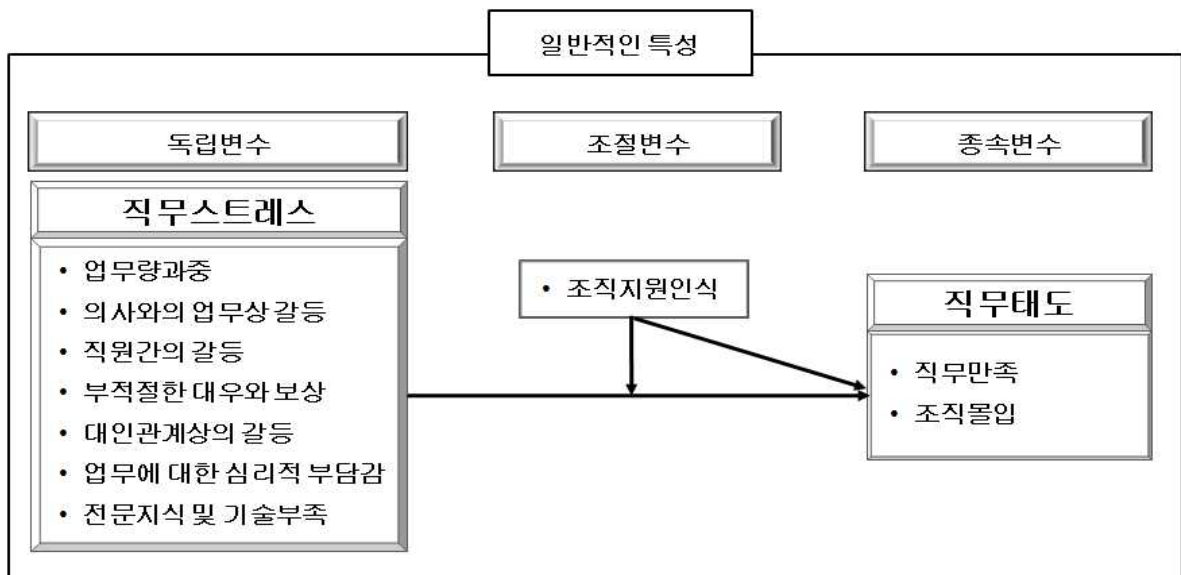 일반적인 특성
독립변수
조절변수
종속변수
직무스트레스
• 업무량과중
• 의사와의 업무상 갈등
• 직원간의 갈등
• 부적절한 대우와 보상
• 대인관계상의 갈등
• 업무에 대한 심리적 부담감
• 전문지식 및 기술부족
• 조직지원인식
직무태도
• 직무만족
• 조직몰입